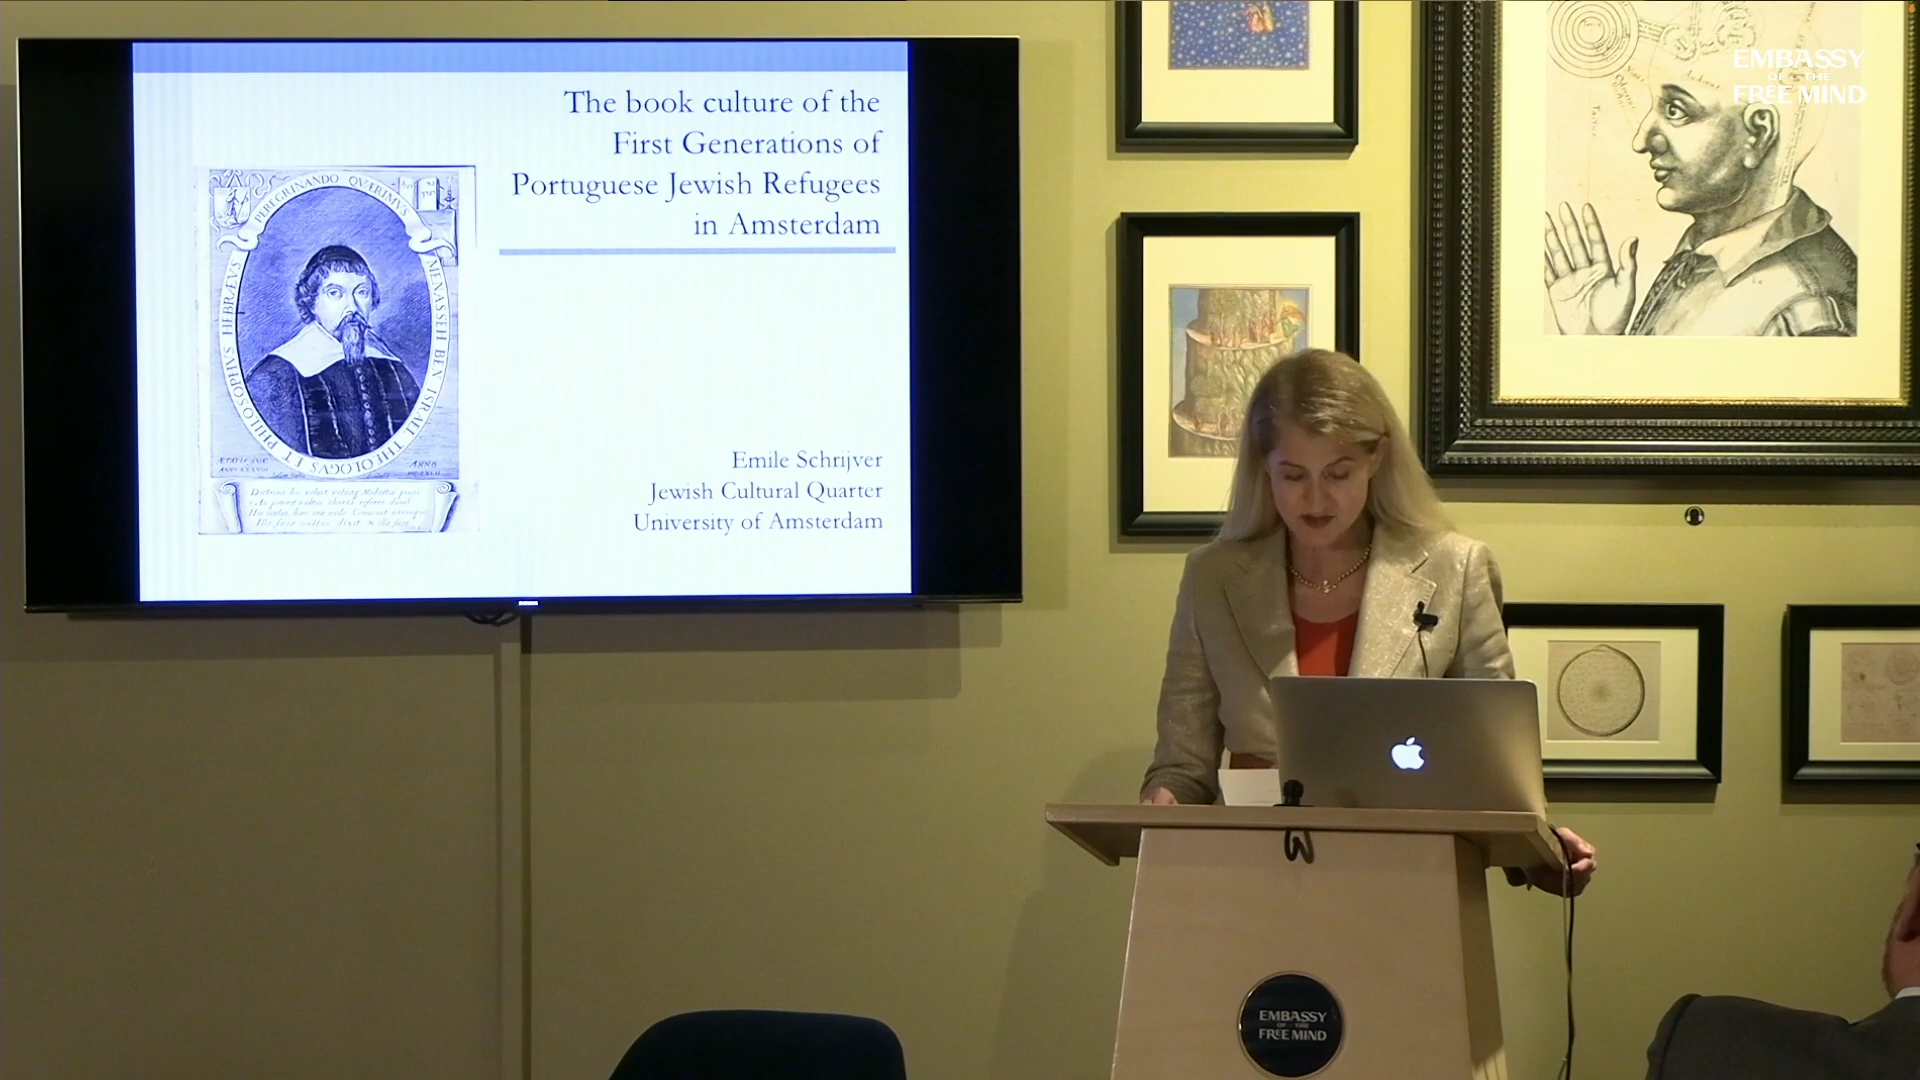 The book culture of the
First Generations of
Portuguese Jewish Refugees
in Amsterdam
PEREGRINANDO QVÆRIMVS
MENASSEH BEN ISRAEL THEOLOGVS ET PHILOSOPHVS HEBRÆVS
ANNO
Emile Schrijver
Jewish Cultural Quarter
University of Amsterdam
EMBASSY
OF THE
FREE MIND
EMBASSY
OF THE
FREE MIND